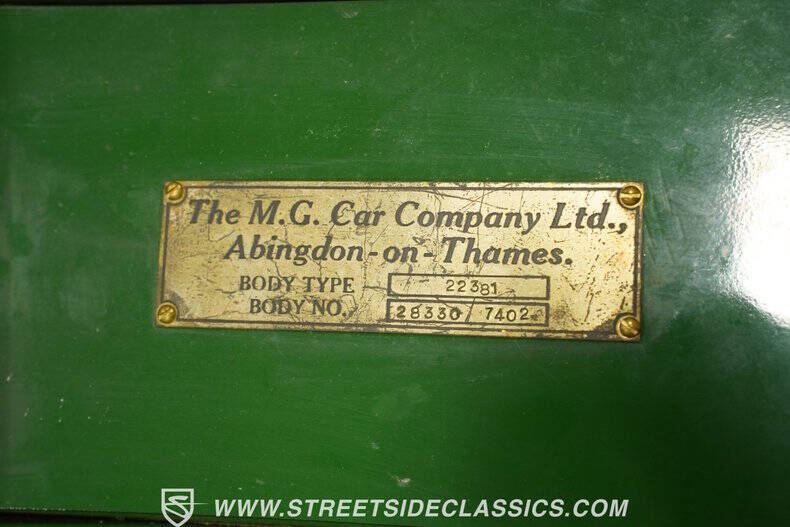 The M.G. Car Company Ltd.,
Abingdon-on-Thames.
BODY TYPE 22381
BODY NO. 28330 / 7402
WWW.STREETSIDECLASSICS.COM